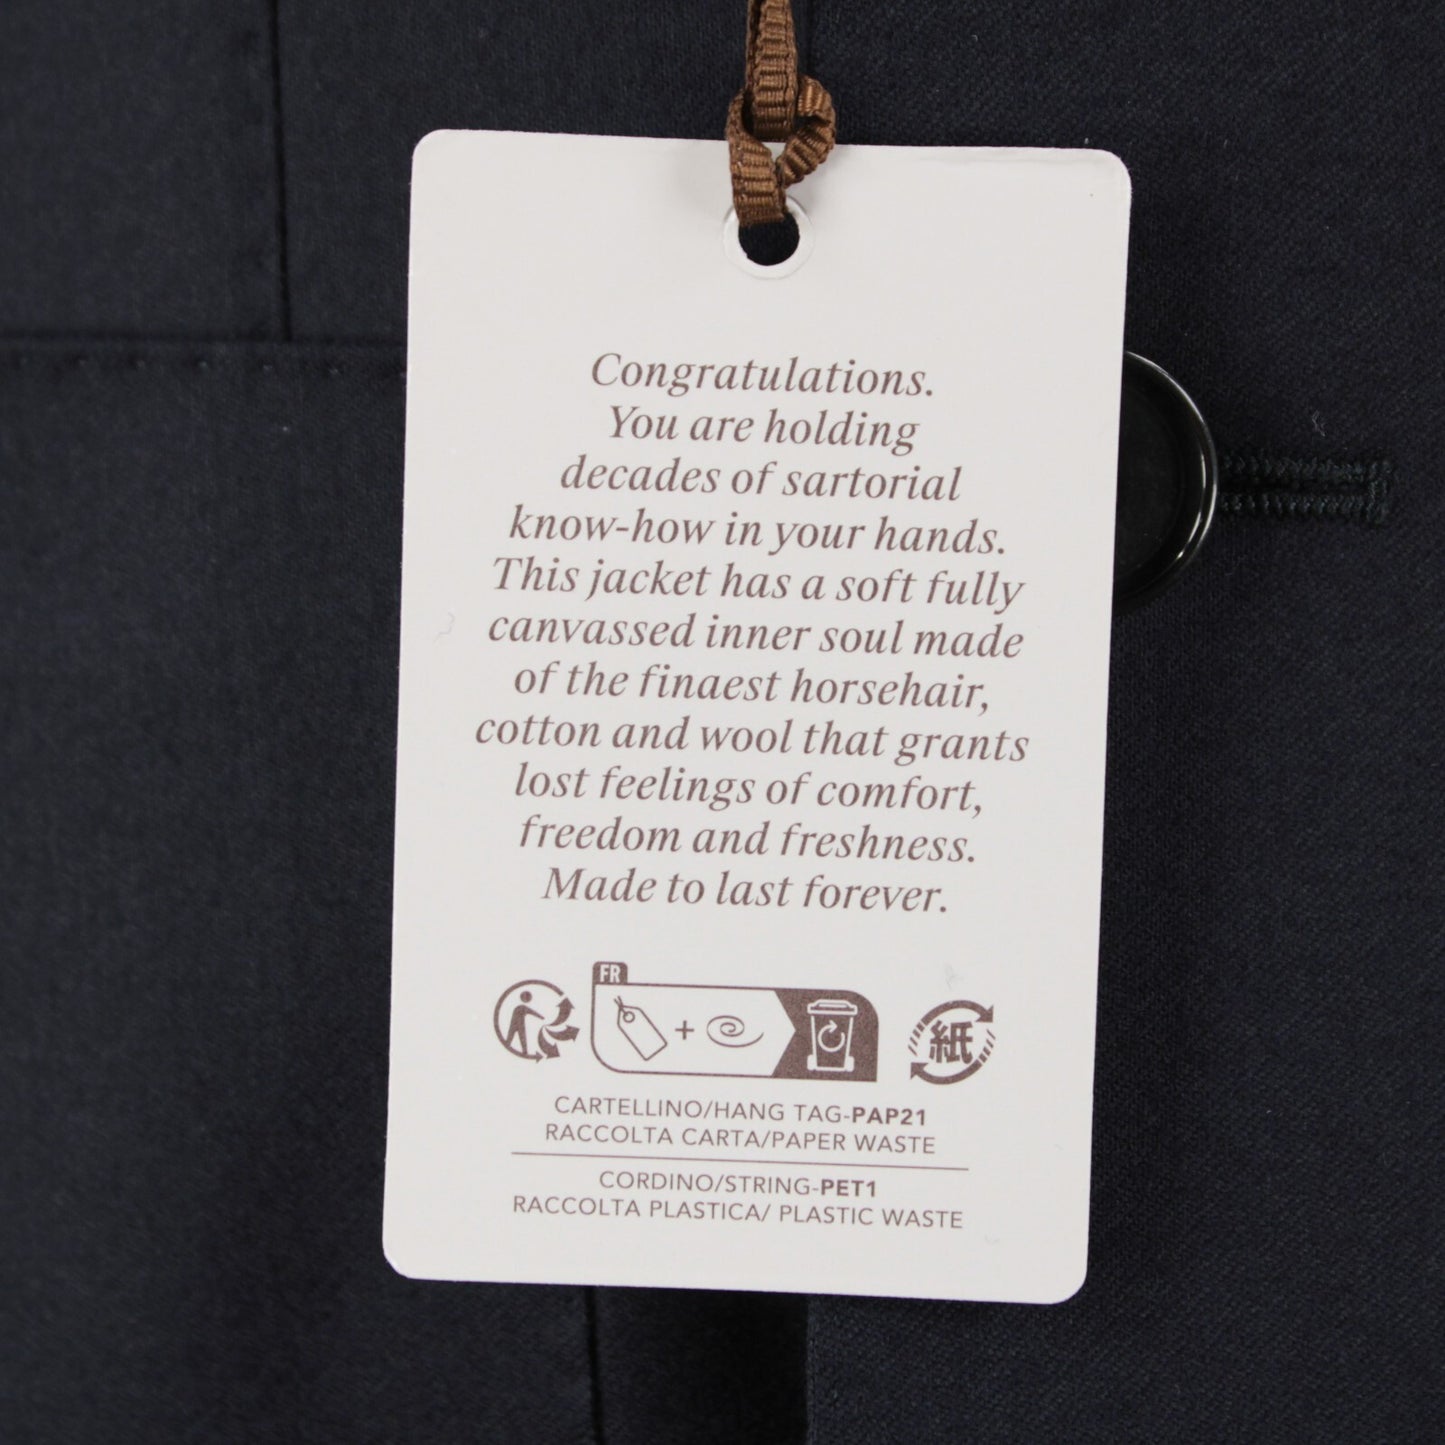 Congratulations.
You are holding
decades of sartorial
know-how in your hands.
This jacket has a soft fully
canvassed inner soul made
of the finaest horsehair,
cotton and wool that grants
lost feelings of comfort,
freedom and freshness.
Made to last forever.
FR
+
紙
CARTELLINO/HANG TAG-PAP21
RACCOLTA CARTA/PAPER WASTE
CORDINO/STRING-PET1
RACCOLTA PLASTICA/ PLASTIC WASTE